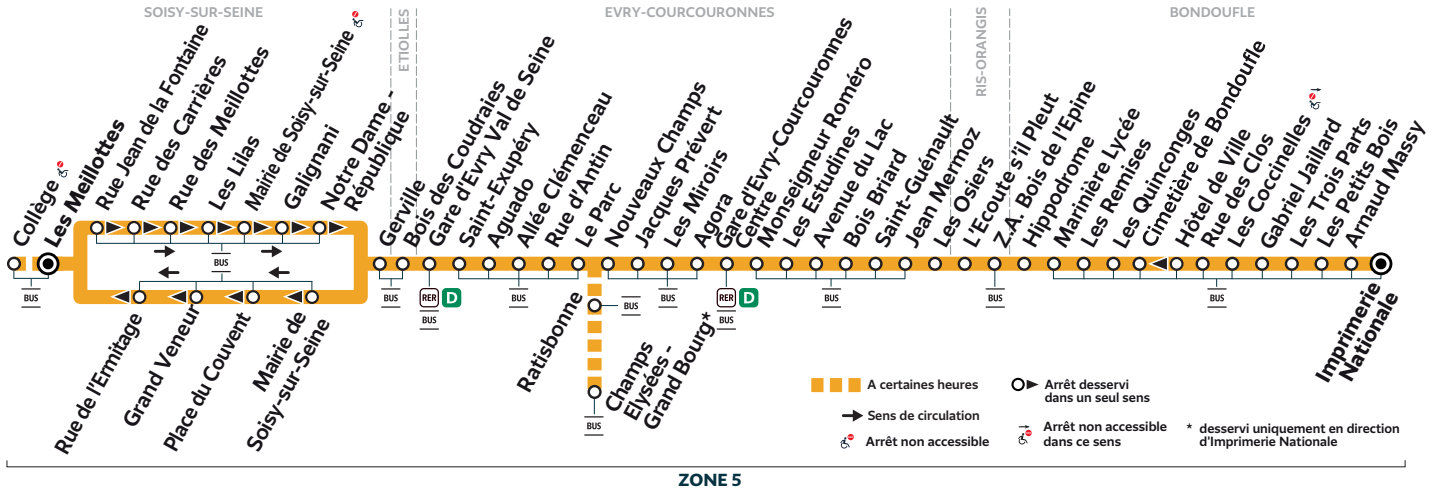 SOISY-SUR-SEINE
ETIOLLES
EVRY-COURCOURONNES
RIS-ORANGIS
BONDOUFLE
Collège
Les Meillottes
Rue Jean de la Fontaine
Rue des Carrières
Rue des Meillottes
Les Lilas
Mairie de Soisy-sur-Seine
Galignani
Notre Dame -
République
Gerville
Bois des Coudraies
Gare d'Evry Val de Seine
Saint-Exupéry
Aguado
Allée Clémenceau
Rue d'Antin
Le Parc
Nouveaux Champs
Jacques Prévert
Les Miroirs
Agora
Gare d'Evry-Courcouronnes
Centre
Monseigneur Roméro
Les Estudines
Avenue du Lac
Bois Briard
Saint-Guénault
Jean Mermoz
Les Osiers
L'Ecoute s'il Pleut
Z.A. Bois de l'Epine
Hippodrome
Marinière Lycée
Les Remises
Les Quinconges
Cimetière de Bondoufle
Hôtel de Ville
Rue des Clos
Les Coccinelles
Gabriel Jaillard
Les Trois Parts
Les Petits Bois
Arnaud Massy
Imprimerie
Nationale
BUS
BUS
BUS
RER D
BUS
BUS
BUS
BUS
RER D
BUS
BUS
BUS
BUS
BUS
Rue de l'Ermitage
Grand Veneur
Place du Couvent
Mairie de
Soisy-sur-Seine
Ratisbonne
Champs
Elysées -
Grand Bourg*
A certaines heures
Sens de circulation
Arrêt non accessible
Arrêt desservi
dans un seul sens
Arrêt non accessible
dans ce sens
* desservi uniquement en direction
d'Imprimerie Nationale
ZONE 5